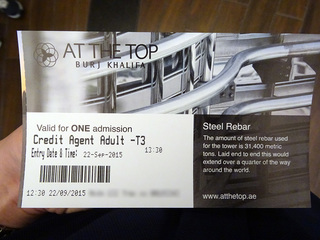 AT THE TOP
BURJ KHALIFA
Valid for ONE admission
Credit Agent Adult -T3
Entry Date & Time: 22-Sep-2015 13:30
12:30 22/09/2015
Steel Rebar
The amount of steel rebar used
for the tower is 31,400 metric
tons. Laid end to end this would
extend over a quarter of the way
around the world.
www.atthetop.ae